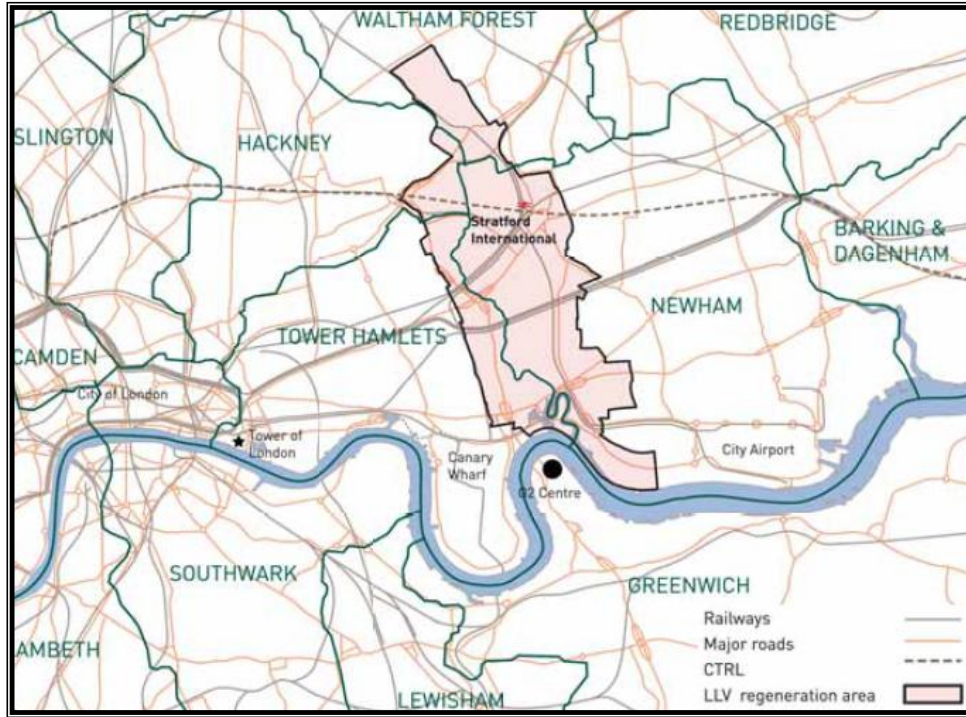 WALTHAM FOREST
REDBRIDGE
SLINGTON
HACKNEY
Stratford
International
BARKING &
DAGENHAM
NEWHAM
TOWER HAMLETS
CAMDEN
City of London
Tower of
London
Canary
Wharf
City Airport
O2 Centre
SOUTHWARK
GREENWICH
AMBETH
LEWISHAM
Railways
Major roads
CTRL
LLV regeneration area